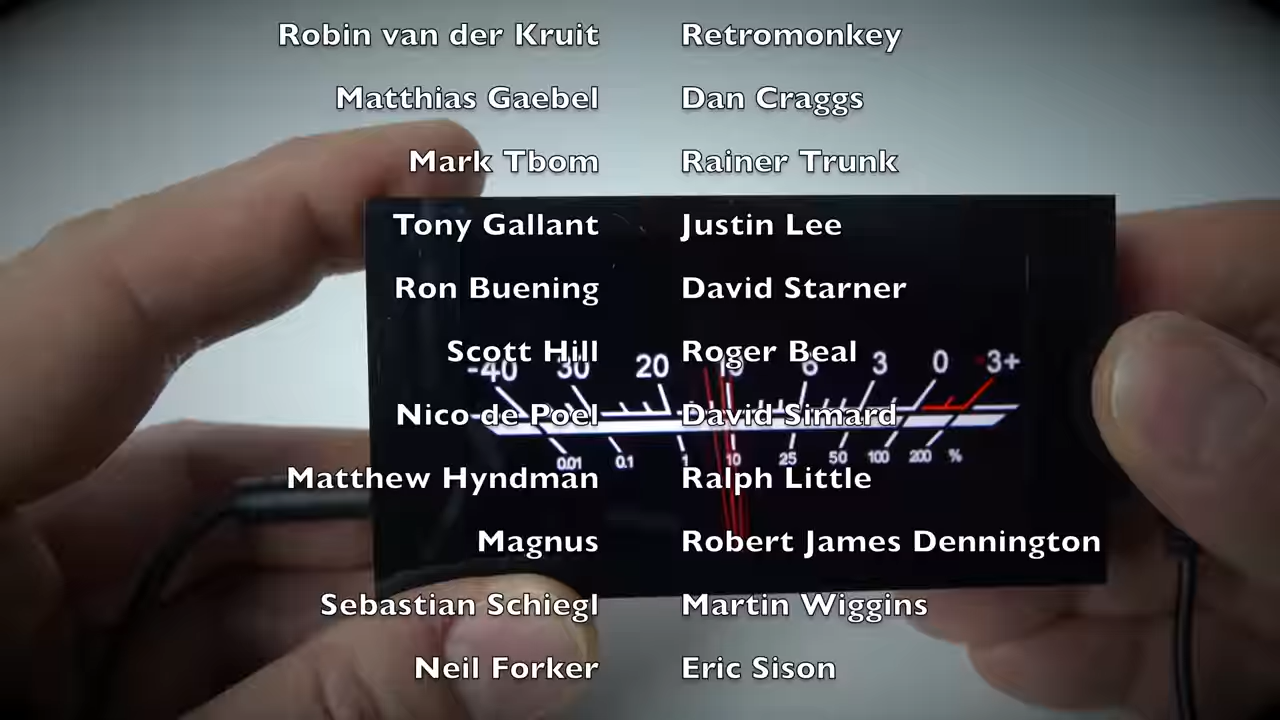 Robin van der Kruit Retromonkey
Matthias Gaebel Dan Craggs
Mark Tbom Rainer Trunk
Tony Gallant Justin Lee
Ron Buening David Starner
Scott Hill Roger Beal
-40 30 20 10 6 3 0 3+
Nico de Poel David Simard
0.01 0.1 1 10 25 50 100 200 %
Matthew Hyndman Ralph Little
Magnus Robert James Dennington
Sebastian Schiegl Martin Wiggins
Neil Forker Eric Sison